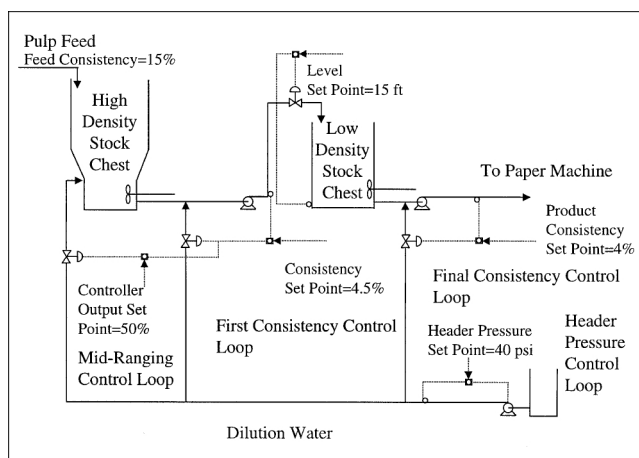 Pulp Feed
Feed Consistency=15%
High
Density
Stock
Chest
Level
Set Point=15 ft
Low
Density
Stock
Chest
To Paper Machine
Product
Consistency
Set Point=4%
Consistency
Set Point=4.5%
Final Consistency Control
Loop
Controller
Output Set
Point=50%
First Consistency Control
Loop
Mid-Ranging
Control Loop
Header Pressure
Set Point=40 psi
Header
Pressure
Control
Loop
Dilution Water